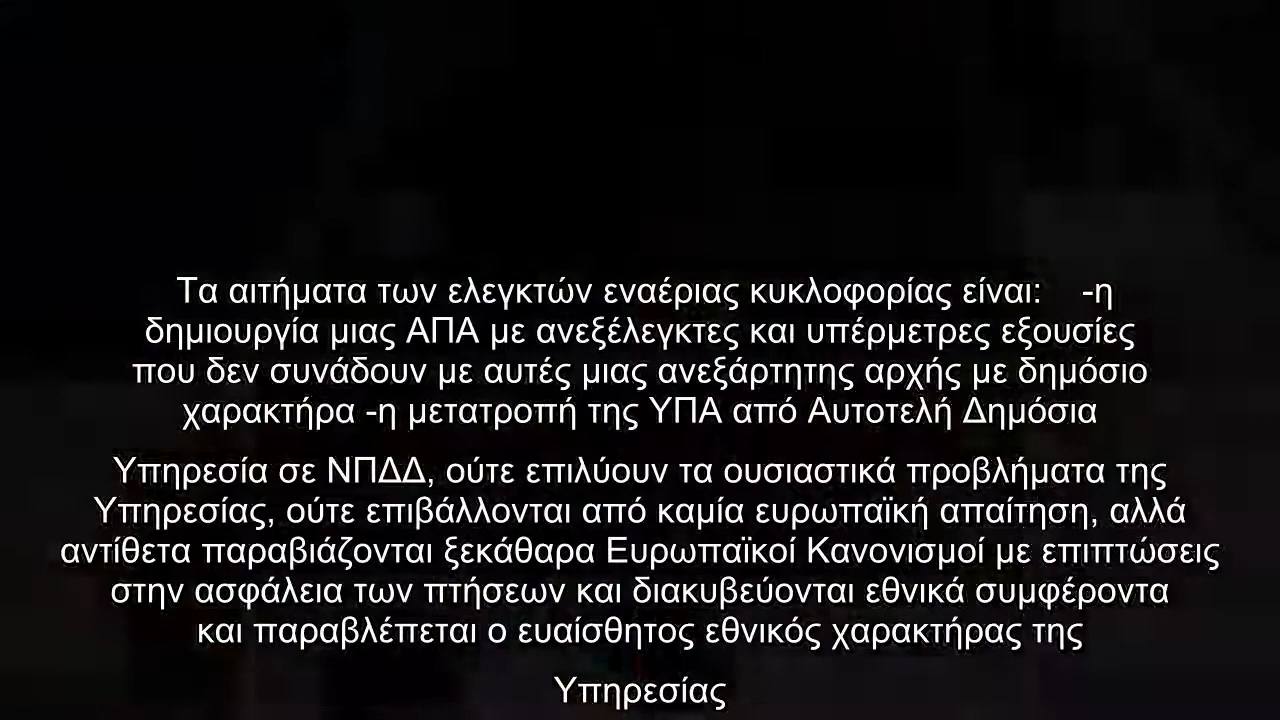 Τα αιτήματα των ελεγκτών εναέριας κυκλοφορίας είναι: -η
δημιουργία μιας ΑΠΑ με ανεξέλεγκτες και υπέρμετρες εξουσίες
που δεν συνάδουν με αυτές μιας ανεξάρτητης αρχής με δημόσιο
χαρακτήρα -η μετατροπή της ΥΠΑ από Αυτοτελή Δημόσια
Υπηρεσία σε ΝΠΔΔ, ούτε επιλύουν τα ουσιαστικά προβλήματα της
Υπηρεσίας, ούτε επιβάλλονται από καμία ευρωπαϊκή απαίτηση, αλλά
αντίθετα παραβιάζονται ξεκάθαρα Ευρωπαϊκοί Κανονισμοί με επιπτώσεις
στην ασφάλεια των πτήσεων και διακυβεύονται εθνικά συμφέροντα
και παραβλέπεται ο ευαίσθητος εθνικός χαρακτήρας της
Υπηρεσίας